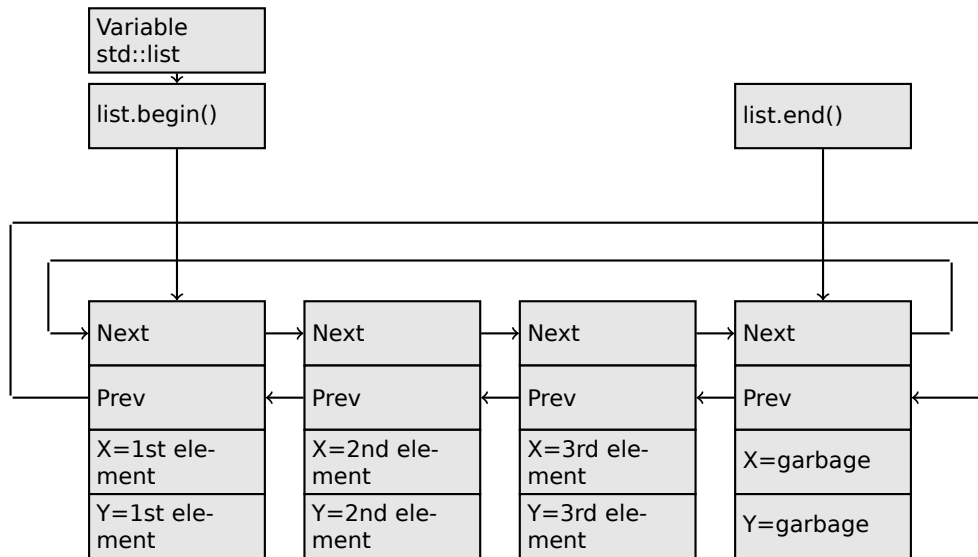 Variable
std::list
list.begin()
list.end()
Next
Next
Next
Next
Prev
Prev
Prev
Prev
X=1st ele-
ment
X=2nd ele-
ment
X=3rd ele-
ment
X=garbage
Y=1st ele-
ment
Y=2nd ele-
ment
Y=3rd ele-
ment
Y=garbage